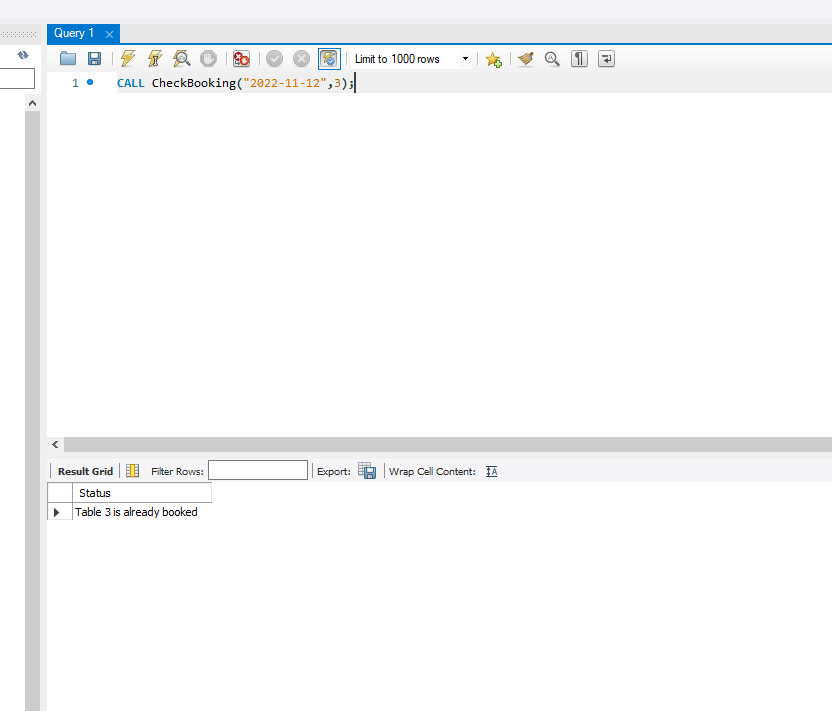 Query 1
Limit to 1000 rows
1 CALL CheckBooking("2022-11-12",3);
Result Grid Filter Rows: Export: Wrap Cell Content:
Status
Table 3 is already booked